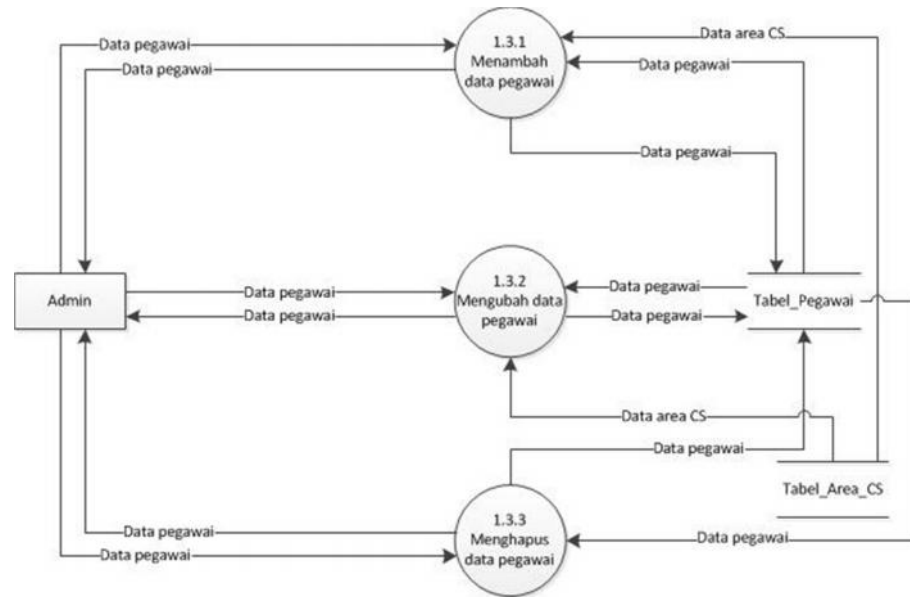 Data pegawai
Data pegawai
1.3.1
Menambah
data pegawai
Data area CS
Data pegawai
Data pegawai
Admin
Data pegawai
Data pegawai
1.3.2
Mengubah data
pegawai
Data pegawai
Data pegawai
Tabel_Pegawai
Data area CS
Data pegawai
Tabel_Area_CS
Data pegawai
Data pegawai
1.3.3
Menghapus
data pegawai
Data pegawai